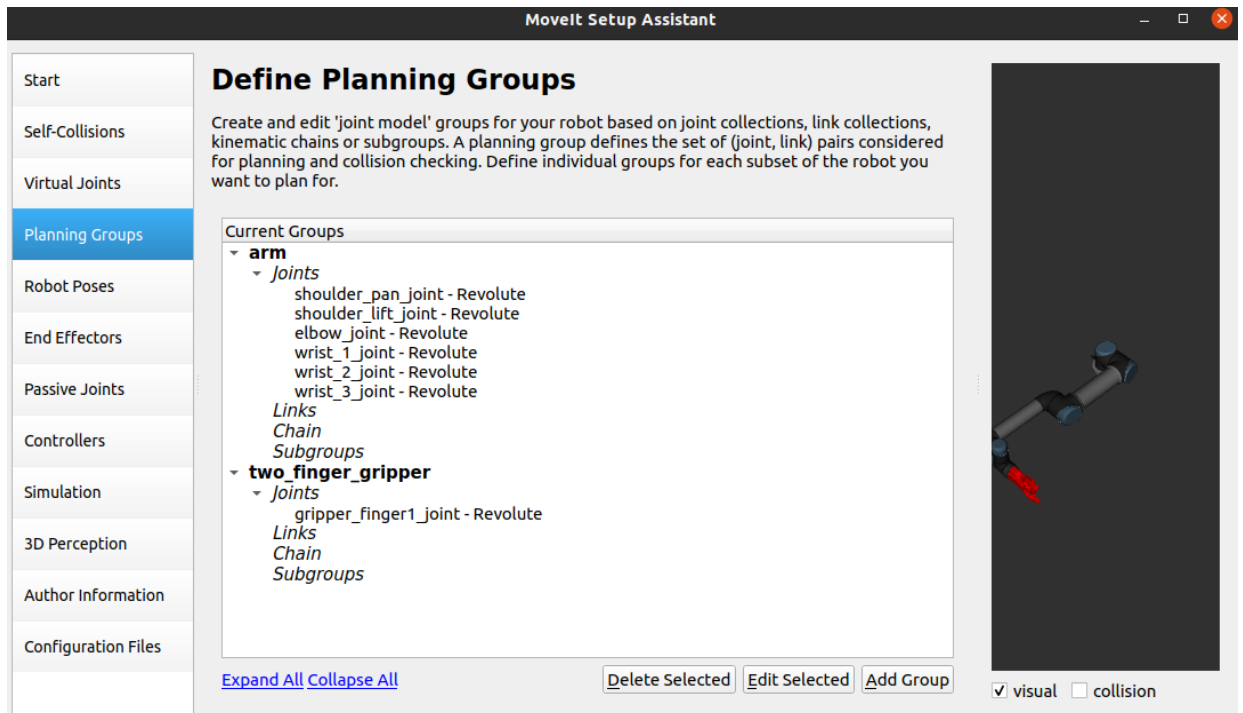 MoveIt Setup Assistant
Start
Self-Collisions
Virtual Joints
Planning Groups
Robot Poses
End Effectors
Passive Joints
Controllers
Simulation
3D Perception
Author Information
Configuration Files
Define Planning Groups
Create and edit 'joint model' groups for your robot based on joint collections, link collections,
kinematic chains or subgroups. A planning group defines the set of (joint, link) pairs considered
for planning and collision checking. Define individual groups for each subset of the robot you
want to plan for.
Current Groups
arm
Joints
shoulder_pan_joint - Revolute
shoulder_lift_joint - Revolute
elbow_joint - Revolute
wrist_1_joint - Revolute
wrist_2_joint - Revolute
wrist_3_joint - Revolute
Links
Chain
Subgroups
two_finger_gripper
Joints
gripper_finger1_joint - Revolute
Links
Chain
Subgroups
Expand All Collapse All
Delete Selected Edit Selected Add Group
visual collision